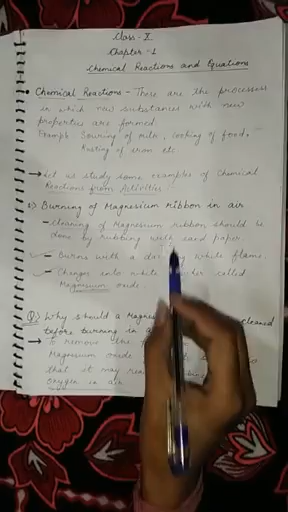 Class - X
Chapter - 1
Chemical Reactions and Equations
Chemical Reactions - These are the processes
in which new substances with new
properties are formed.
Example Souring of milk, Cooking of food,
Rusting of iron etc
→ Let us study some examples of Chemical
Reactions from Activities
1) Burning of Magnesium ribbon in air
- Cleaning of Magnesium ribbon should be
done by rubbing with sand paper.
- Burns with a white flame.
- Changes into white called
Magnesium oxide.
Q) Why should a cleaned
before burning in
→ To remove the
Magnesium oxide
that it may
oxygen in air